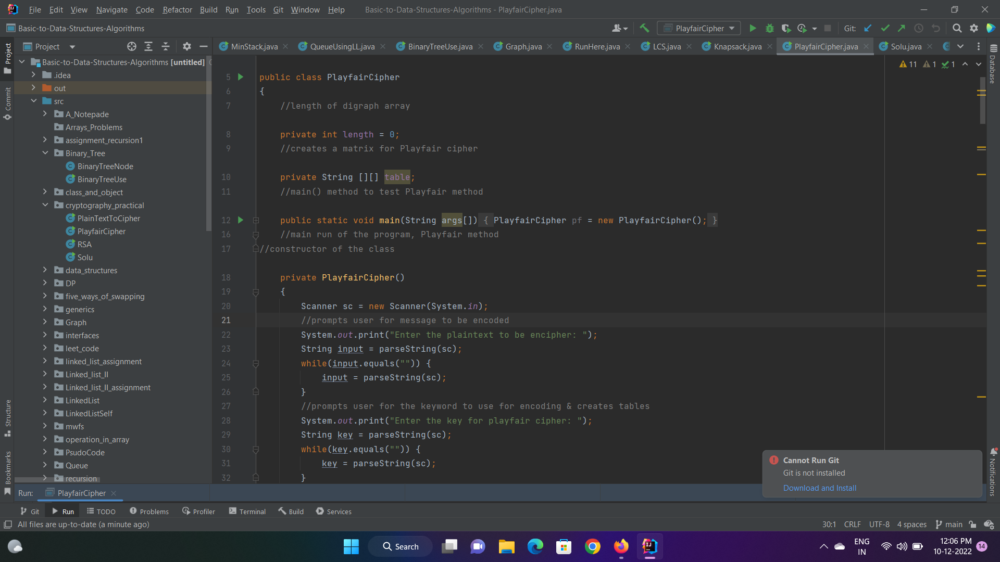 File Edit View Navigate Code Refactor Build Run Tools Git Window Help Basic-to-Data-Structures-Algorithms - PlayfairCipher.java
Basic-to-Data-Structures-Algorithms PlayfairCipher Git:
Project MinStack.java QueueUsingLL.java BinaryTreeUse.java Graph.java RunHere.java LCS.java Knapsack.java PlayfairCipher.java Solu.java
Project
Commit
Structure
Bookmarks
Database
Notifications
Basic-to-Data-Structures-Algorithms [untitled]
.idea
out
src
A_Notepade
Arrays_Problems
assignment_recursion1
Binary_Tree
BinaryTreeNode
BinaryTreeUse
class_and_object
cryptography_practical
PlainTextToCipher
PlayfairCipher
RSA
Solu
data_structures
DP
five_ways_of_swapping
generics
Graph
interfaces
leet_code
linked_list_assignment
Linked_list_II
Linked_list_II_assignment
LinkedList
LinkedListSelf
mwfs
operation_in_array
PsudoCode
Queue
recursion
11 1 1
5 public class PlayfairCipher
6 {
7 //length of digraph array
8 private int length = 0;
9 //creates a matrix for Playfair cipher
10 private String [][] table;
11 //main() method to test Playfair method
12 public static void main(String args[]) { PlayfairCipher pf = new PlayfairCipher(); }
16 //main run of the program, Playfair method
17 //constructor of the class
18 private PlayfairCipher()
19 {
20 Scanner sc = new Scanner(System.in);
21 //prompts user for message to be encoded
22 System.out.print("Enter the plaintext to be encipher: ");
23 String input = parseString(sc);
24 while(input.equals("")) {
25 input = parseString(sc);
26 }
27 //prompts user for the keyword to use for encoding & creates tables
28 System.out.print("Enter the key for playfair cipher: ");
29 String key = parseString(sc);
30 while(key.equals("")) {
31 key = parseString(sc);
32 }
Cannot Run Git
Git is not installed
Download and Install
Run: PlayfairCipher
Git Run TODO Problems Profiler Terminal Build Services
All files are up-to-date (a minute ago) 30:1 CRLF UTF-8 4 spaces main
Search
ENG
IN
12:06 PM
10-12-2022
14